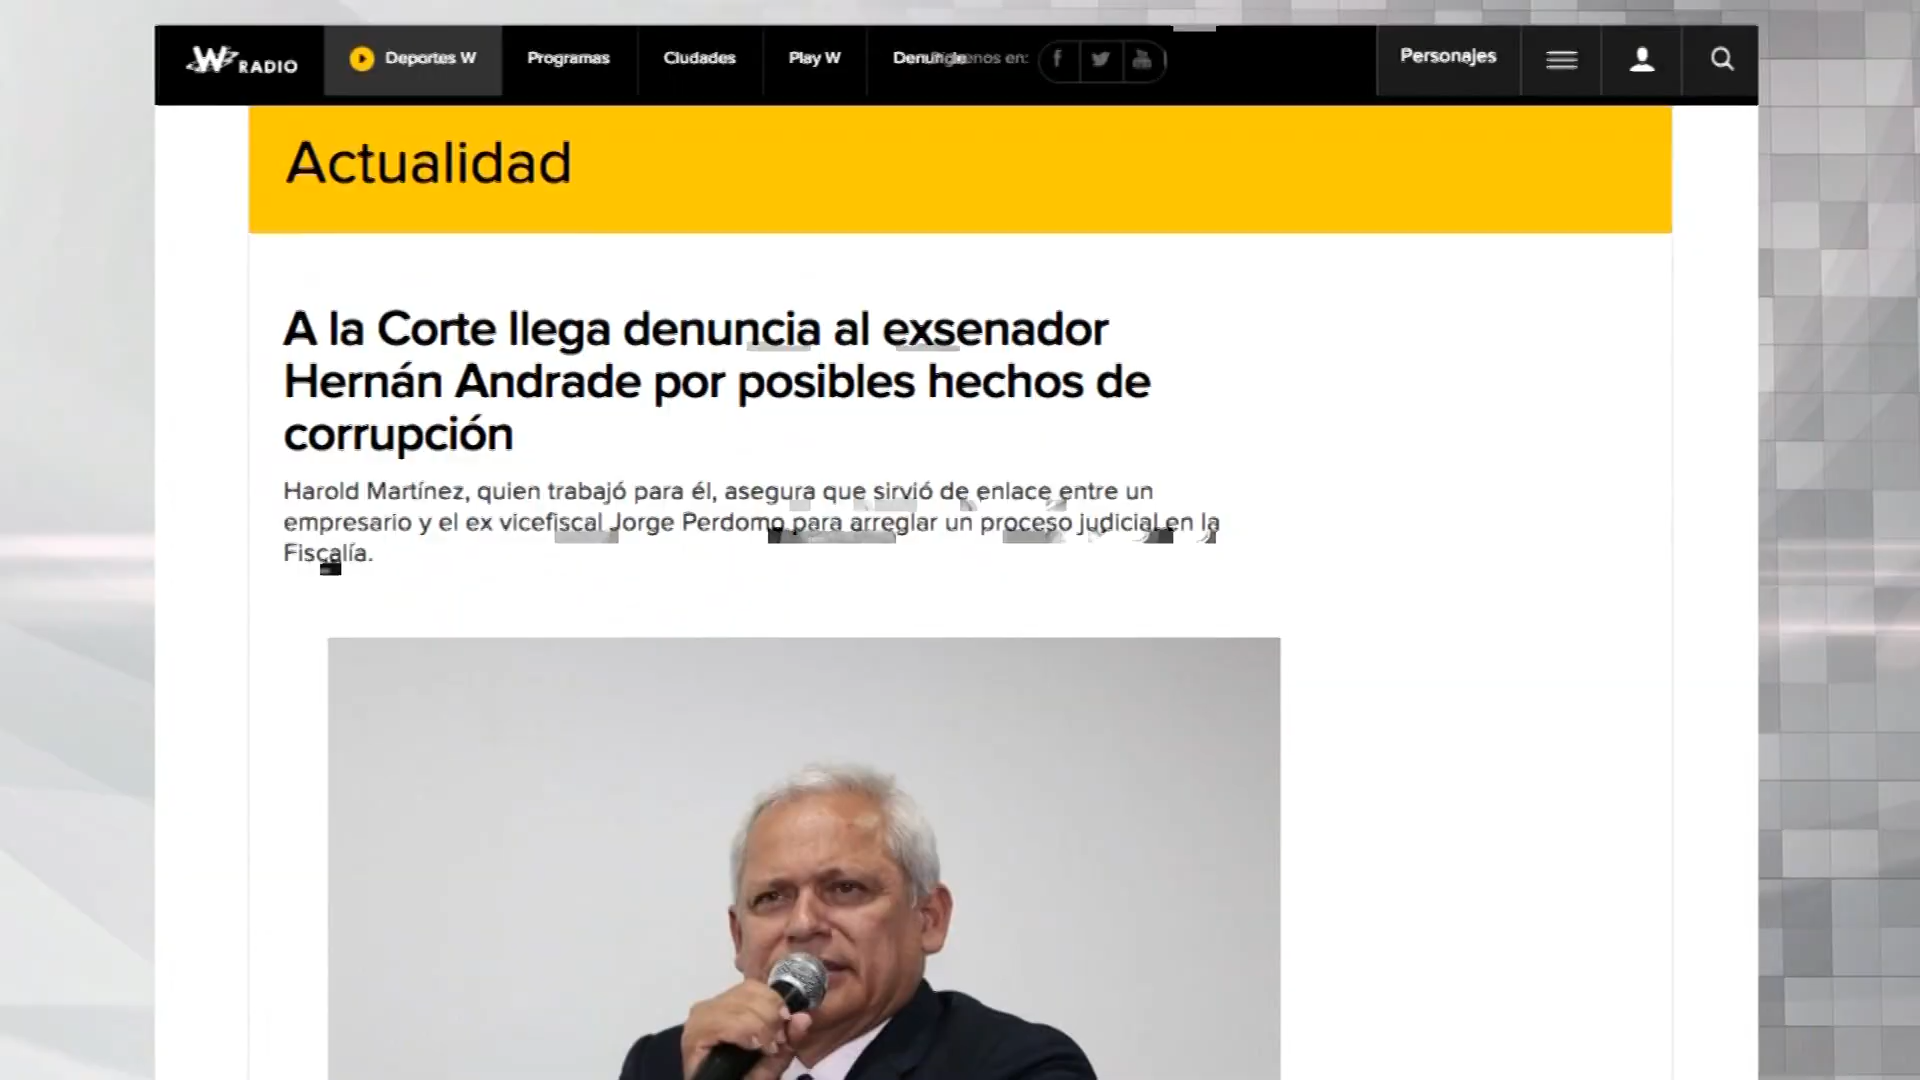 W RADIO
Deportes W
Programas
Ciudades
Play W
Personajes
Actualidad
A la Corte llega denuncia al exsenador
Hernán Andrade por posibles hechos de
corrupción
Harold Martínez, quien trabajó para él, asegura que sirvió de enlace entre un
empresario y el ex vicefiscal Jorge Perdomo para arreglar un proceso judicial en la
Fiscalía.